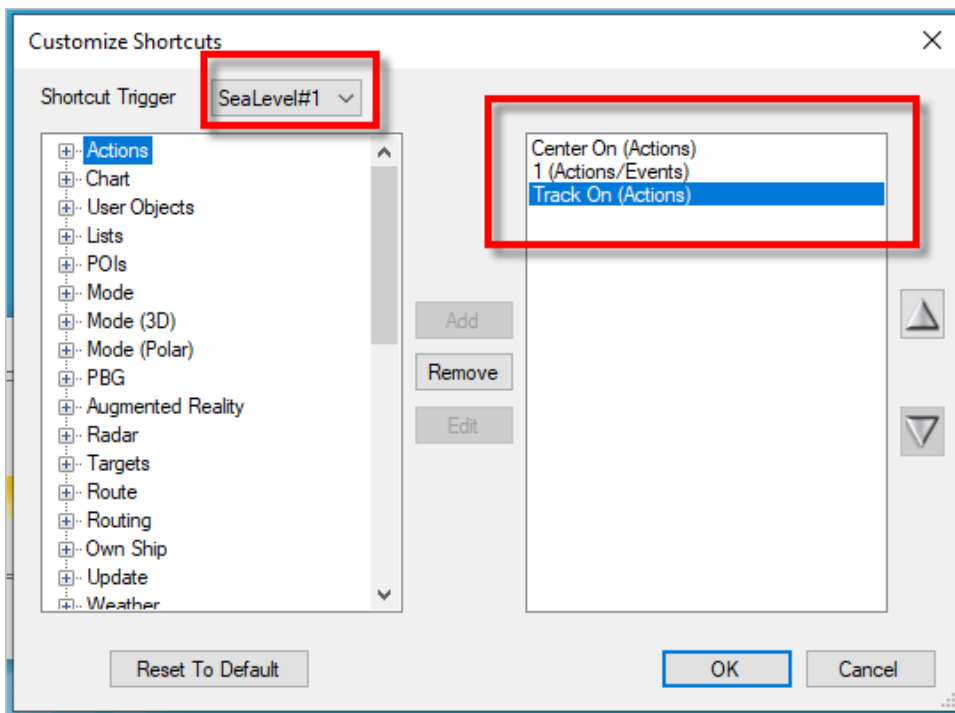 Customize Shortcuts
Shortcut Trigger SeaLevel#1
Actions
Chart
User Objects
Lists
POIs
Mode
Mode (3D)
Mode (Polar)
PBG
Augmented Reality
Radar
Targets
Route
Routing
Own Ship
Update
Weather
Add
Remove
Edit
Center On (Actions)
1 (Actions/Events)
Track On (Actions)
Reset To Default
OK
Cancel